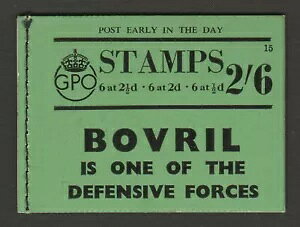 POST EARLY IN THE DAY
15
GPO
STAMPS
2/6
6 at 2½d · 6 at 2d · 6 at ½d
BOVRIL
IS ONE OF THE
DEFENSIVE FORCES